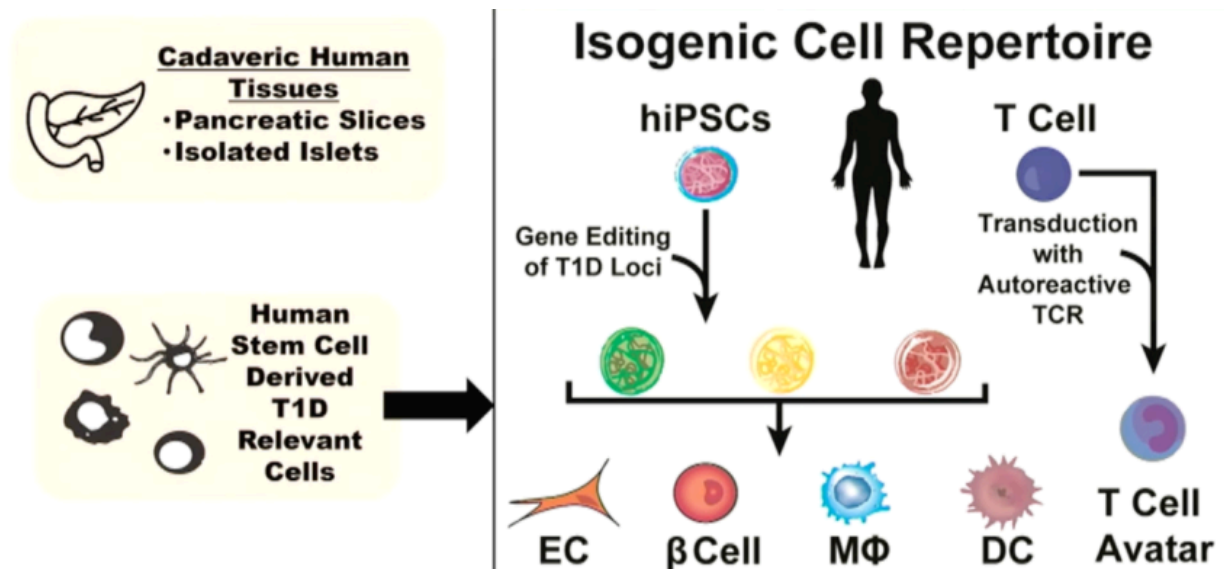 Cadaveric Human
Tissues
·Pancreatic Slices
·Isolated Islets
Human
Stem Cell
Derived
T1D
Relevant
Cells
Isogenic Cell Repertoire
hiPSCs
T Cell
Gene Editing
of T1D Loci
Transduction
with
Autoreactive
TCR
EC
β Cell
MΦ
DC
T Cell
Avatar